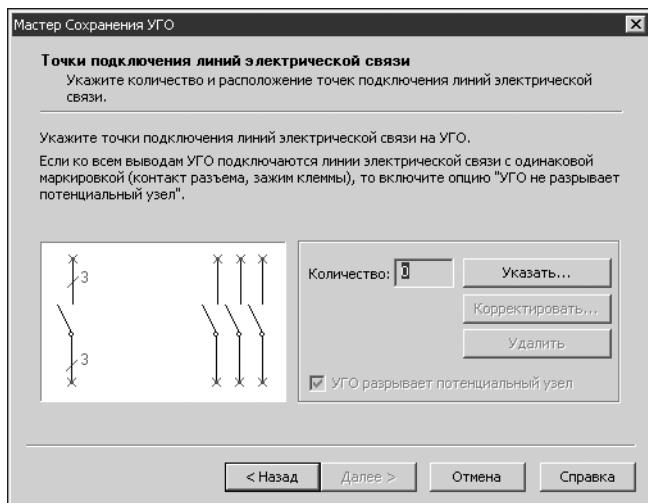 Мастер Сохранения УГО
Точки подключения линий электрической связи
Укажите количество и расположение точек подключения линий электрической
связи.
Укажите точки подключения линий электрической связи на УГО.
Если ко всем выводам УГО подключаются линии электрической связи с одинаковой
маркировкой (контакт разъема, зажим клеммы), то включите опцию "УГО не разрывает
потенциальный узел".
3
3
Количество: 0
Указать...
Корректировать...
Удалить
УГО разрывает потенциальный узел
< Назад
Далее >
Отмена
Справка